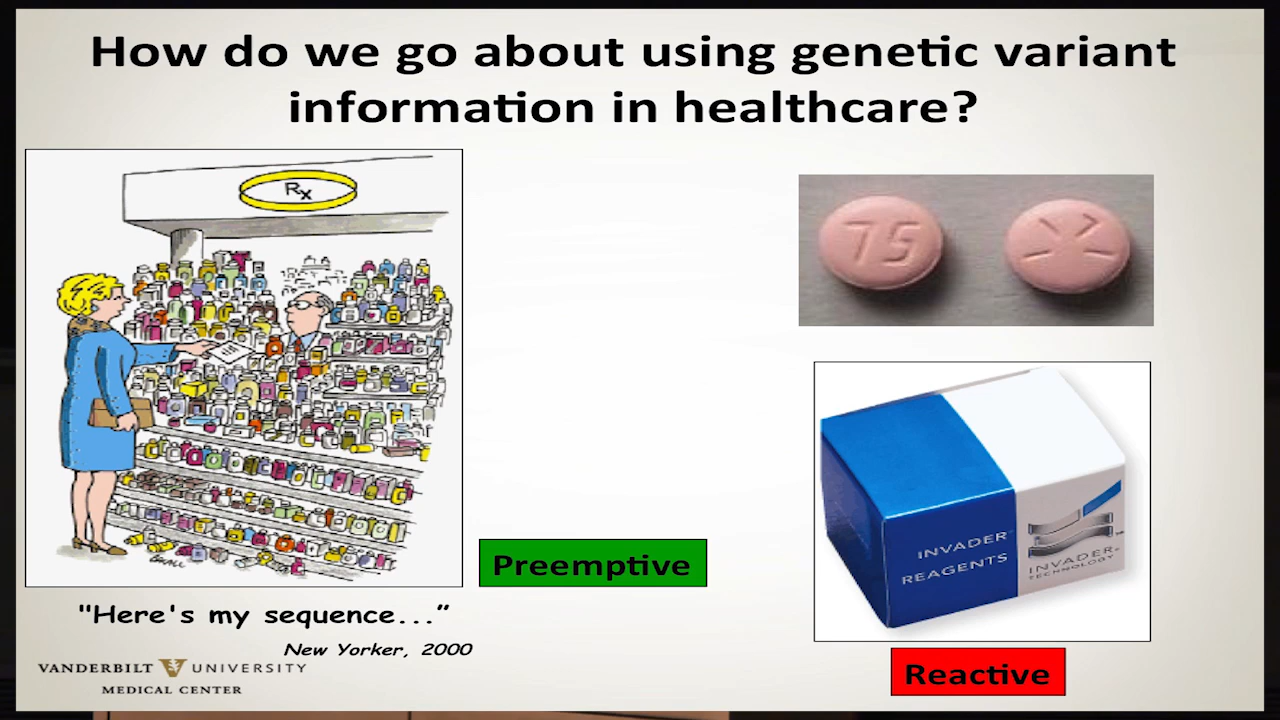 How do we go about using genetic variant
information in healthcare?
Rx
75
INVADER
REAGENTS
INVADER
TECHNOLOGY
Preemptive
"Here's my sequence...”
New Yorker, 2000
VANDERBILT UNIVERSITY
MEDICAL CENTER
Reactive